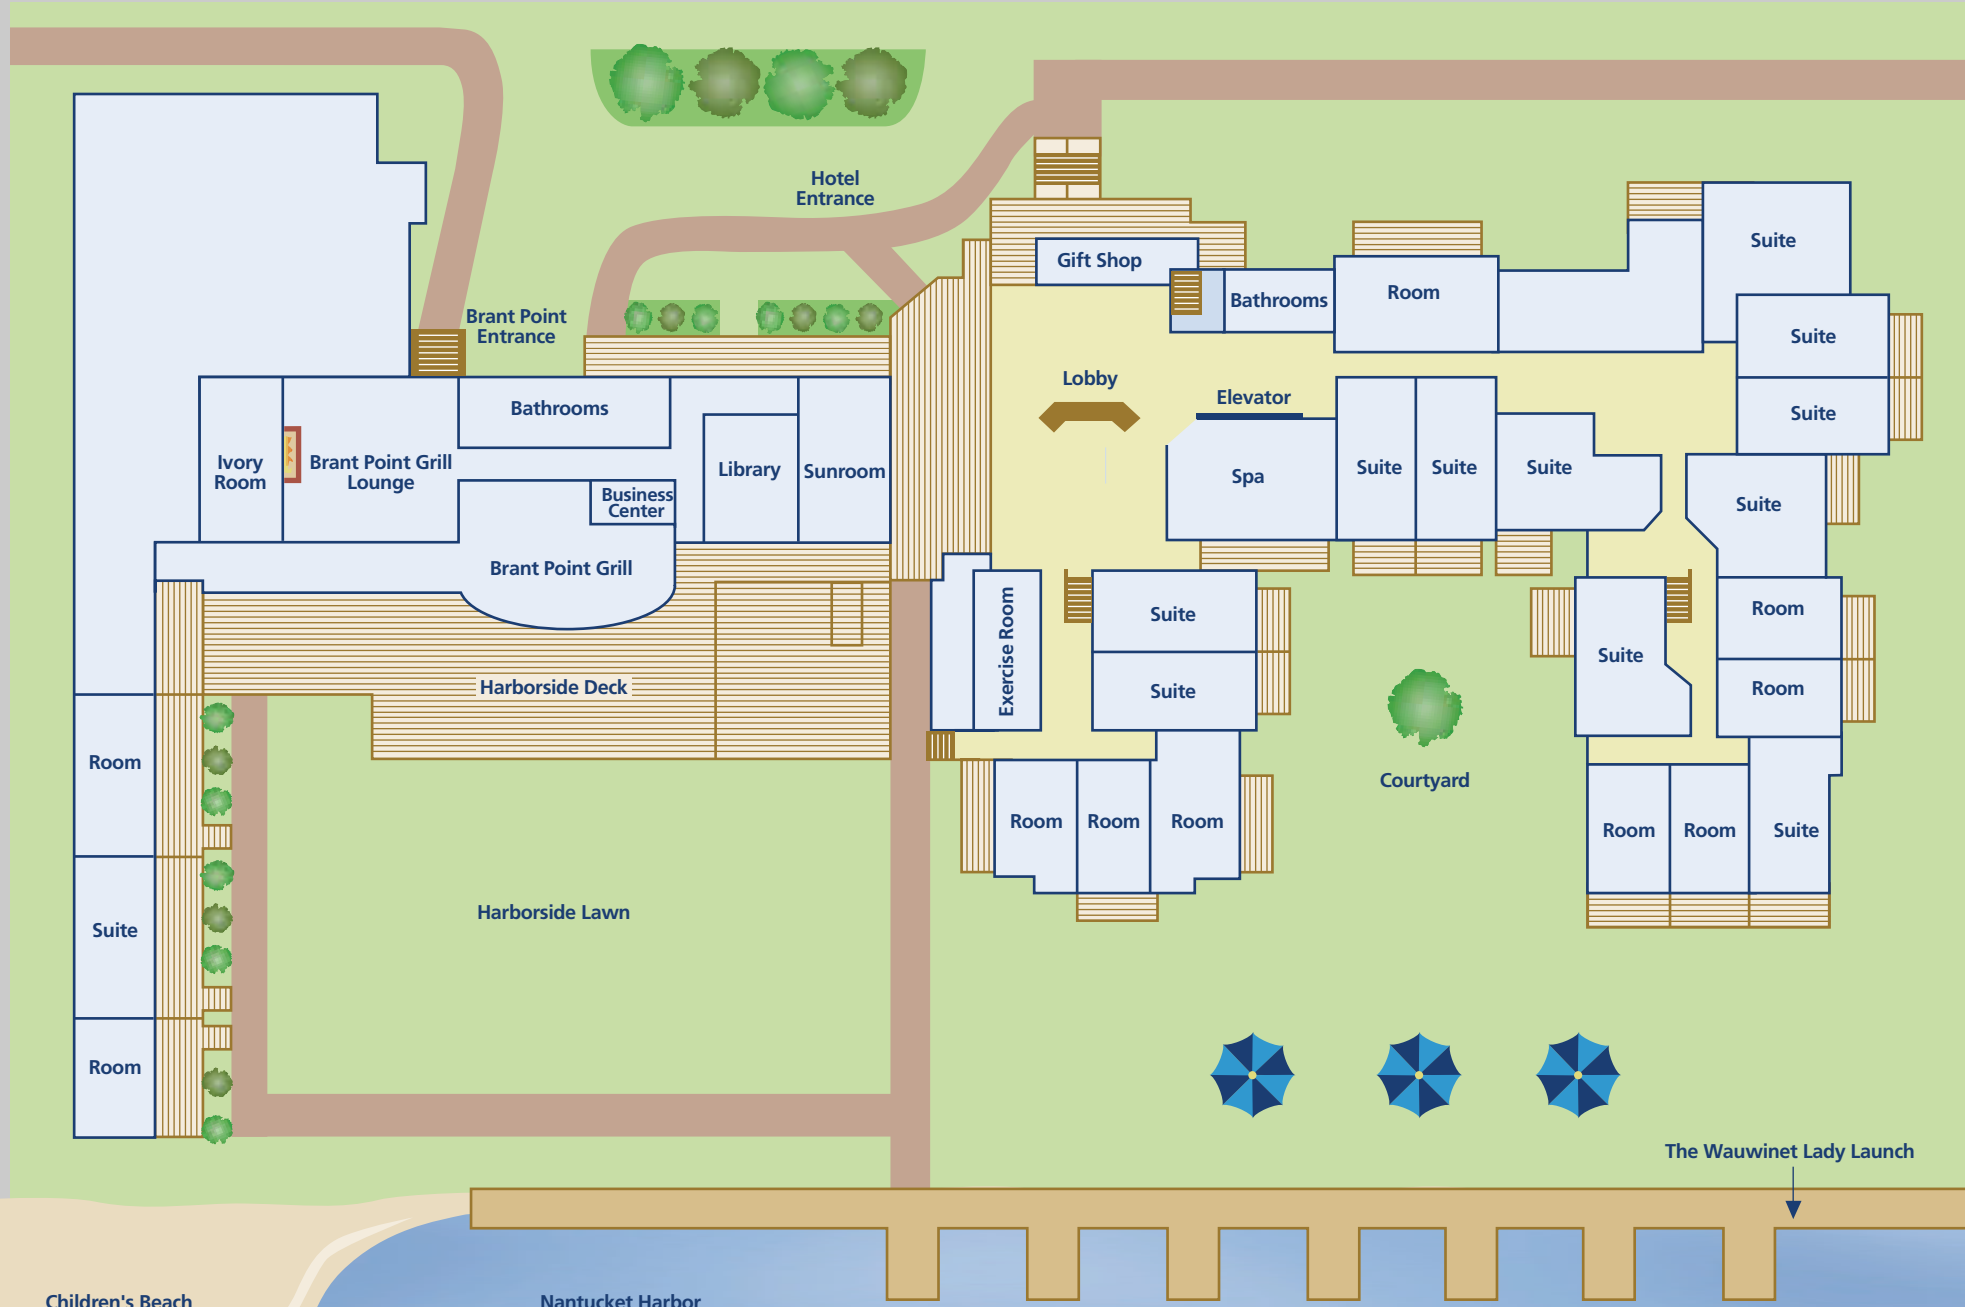 Hotel
Entrance
Gift Shop
Bathrooms
Room
Suite
Suite
Suite
Brant Point
Entrance
Lobby
Elevator
Bathrooms
Ivory
Room
Brant Point Grill
Lounge
Library
Sunroom
Business
Center
Spa
Suite
Suite
Suite
Suite
Brant Point Grill
Exercise Room
Suite
Suite
Suite
Room
Room
Harborside Deck
Courtyard
Room
Suite
Room
Room
Room
Room
Room
Room
Suite
Harborside Lawn
The Wauwinet Lady Launch
Children's Beach
Nantucket Harbor